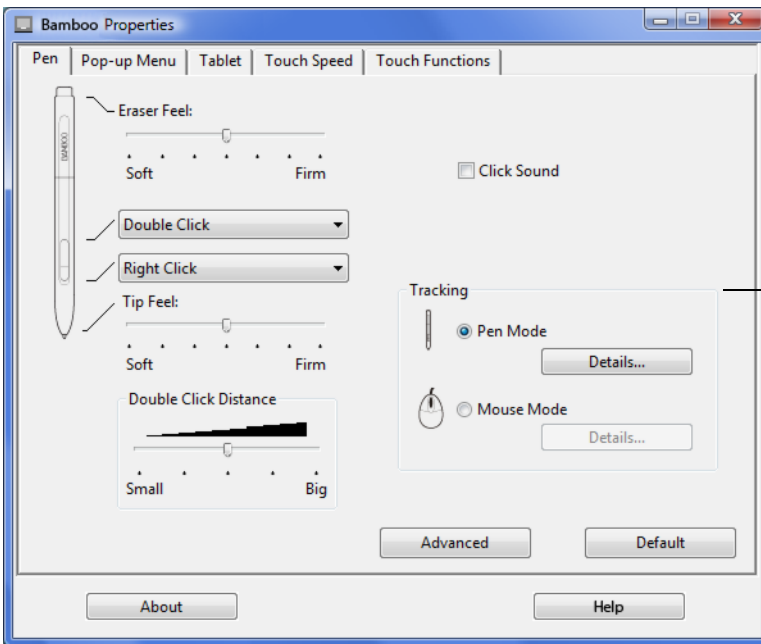 Bamboo Properties
Pen
Pop-up Menu
Tablet
Touch Speed
Touch Functions
BAMBOO
Eraser Feel:
Soft
Firm
Click Sound
Double Click
Right Click
Tip Feel:
Soft
Firm
Tracking
Pen Mode
Details...
Mouse Mode
Details...
Double Click Distance
Small
Big
Advanced
Default
About
Help